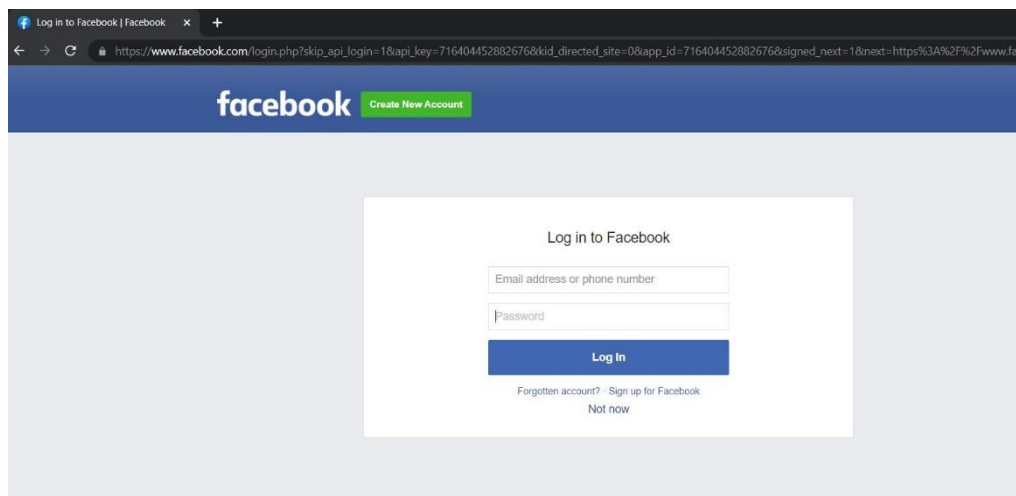 Log in to Facebook | Facebook
https://www.facebook.com/login.php?skip_api_login=1&api_key=716404452882676&kid_directed_site=0&app_id=716404452882676&signed_next=1&next=https%3A%2F%2Fwww.fa
facebook Create New Account
Log in to Facebook
Email address or phone number
Password
Log In
Forgotten account? · Sign up for Facebook
Not now